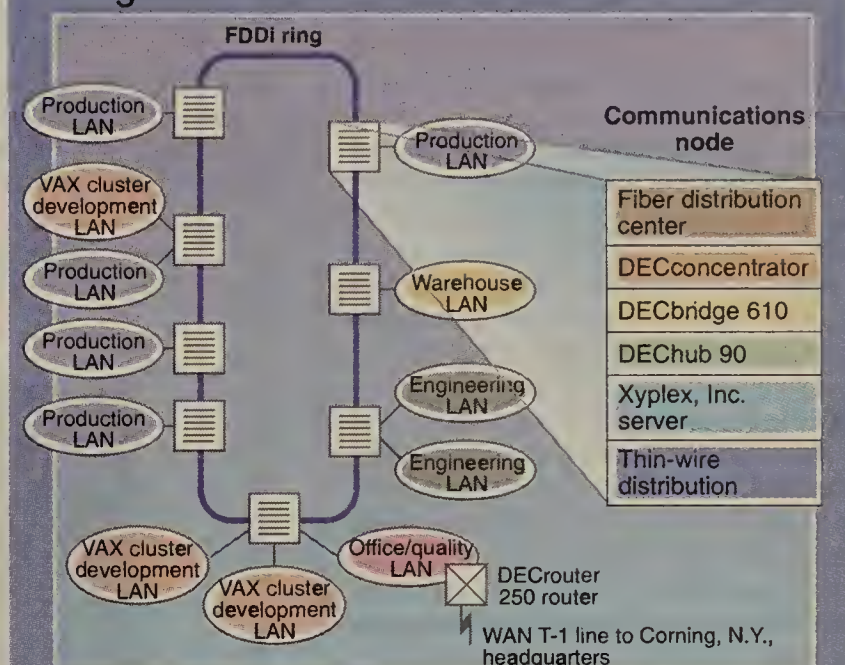 FDDI ring
Production
LAN
VAX cluster
development
LAN
Production
LAN
Production
LAN
Production
LAN
Production
LAN
Warehouse
LAN
Engineering
LAN
Engineering
LAN
VAX cluster
development
LAN
VAX cluster
development
LAN
Office/quality
LAN
DECrouter
250 router
WAN T-1 line to Corning, N.Y.,
headquarters
Communications
node
Fiber distribution
center
DECconcentrator
DECbridge 610
DEChub 90
Xyplex, Inc.
server
Thin-wire
distribution